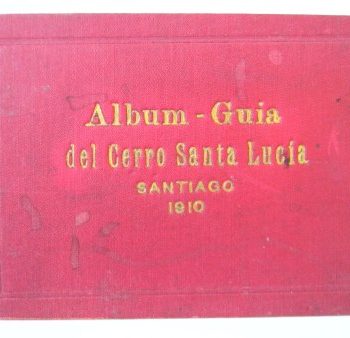 Album - Guia
del Cerro Santa Lucía
SANTIAGO
1910